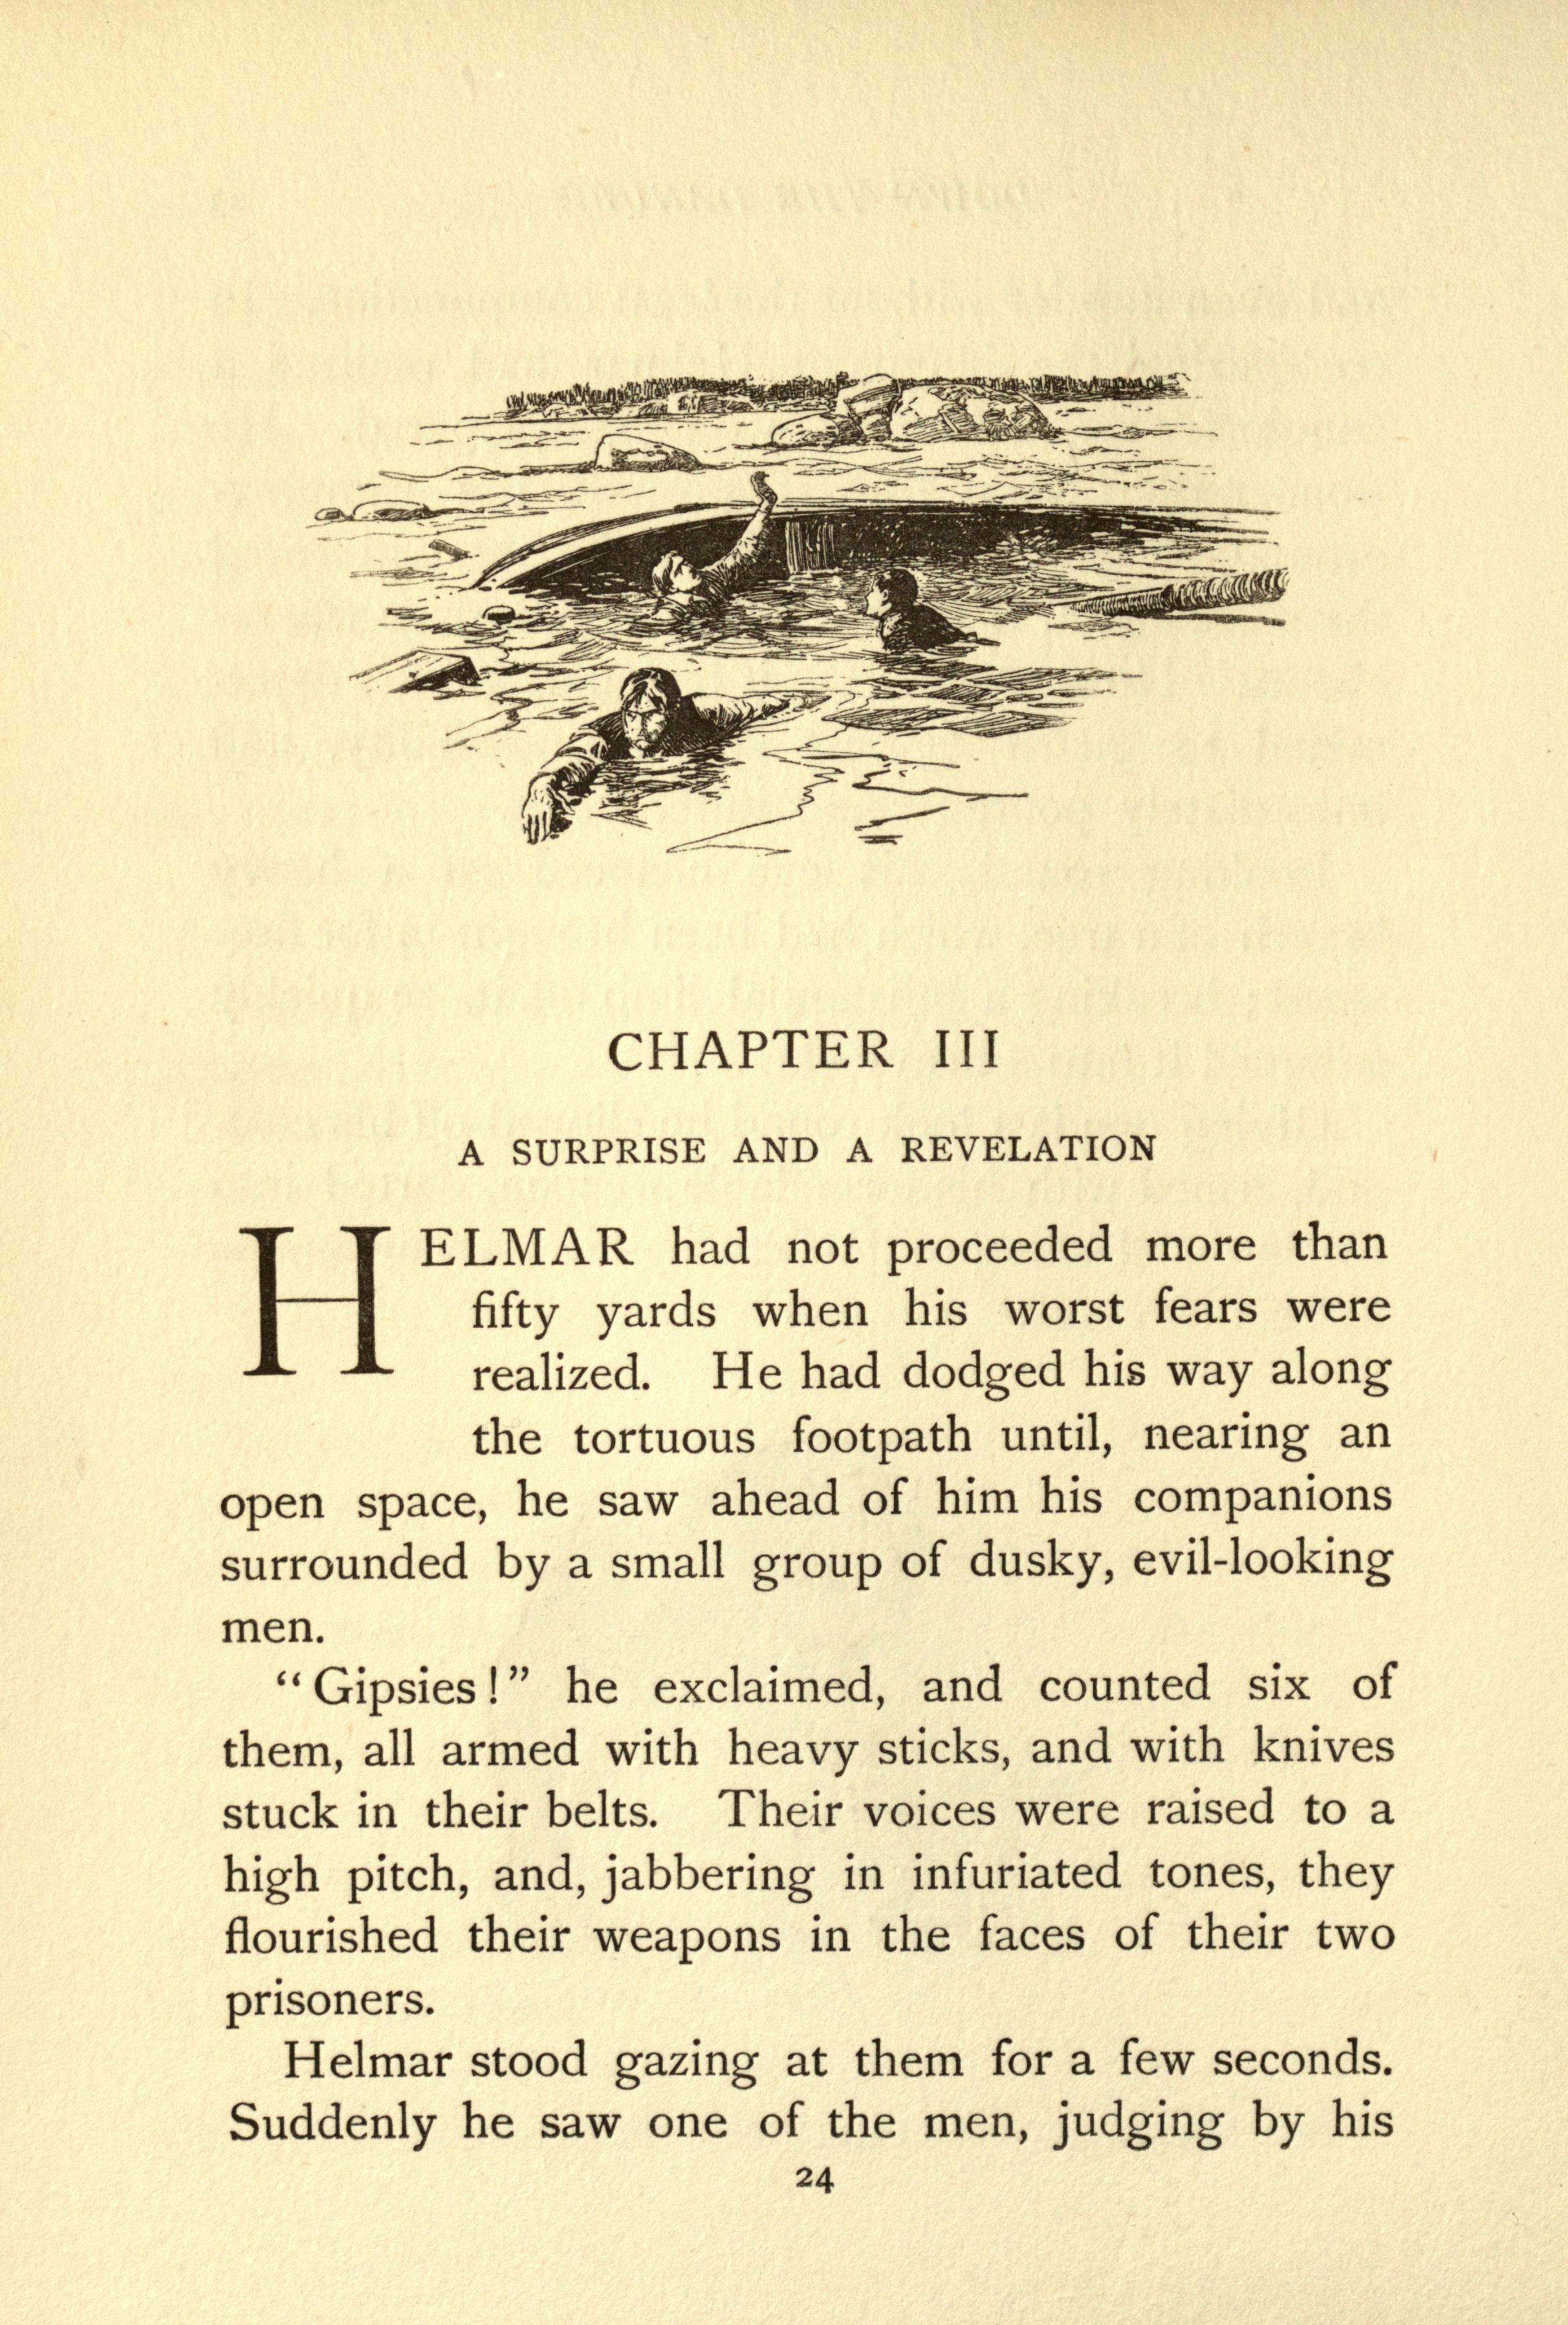 CHAPTER III
A SURPRISE AND A REVELATION
HELMAR had not proceeded more than
fifty yards when his worst fears were
realized. He had dodged his way along
the tortuous footpath until, nearing an
open space, he saw ahead of him his companions
surrounded by a small group of dusky, evil-looking
men.
“Gipsies!” he exclaimed, and counted six of
them, all armed with heavy sticks, and with knives
stuck in their belts. Their voices were raised to a
high pitch, and, jabbering in infuriated tones, they
flourished their weapons in the faces of their two
prisoners.
Helmar stood gazing at them for a few seconds.
Suddenly he saw one of the men, judging by his
24